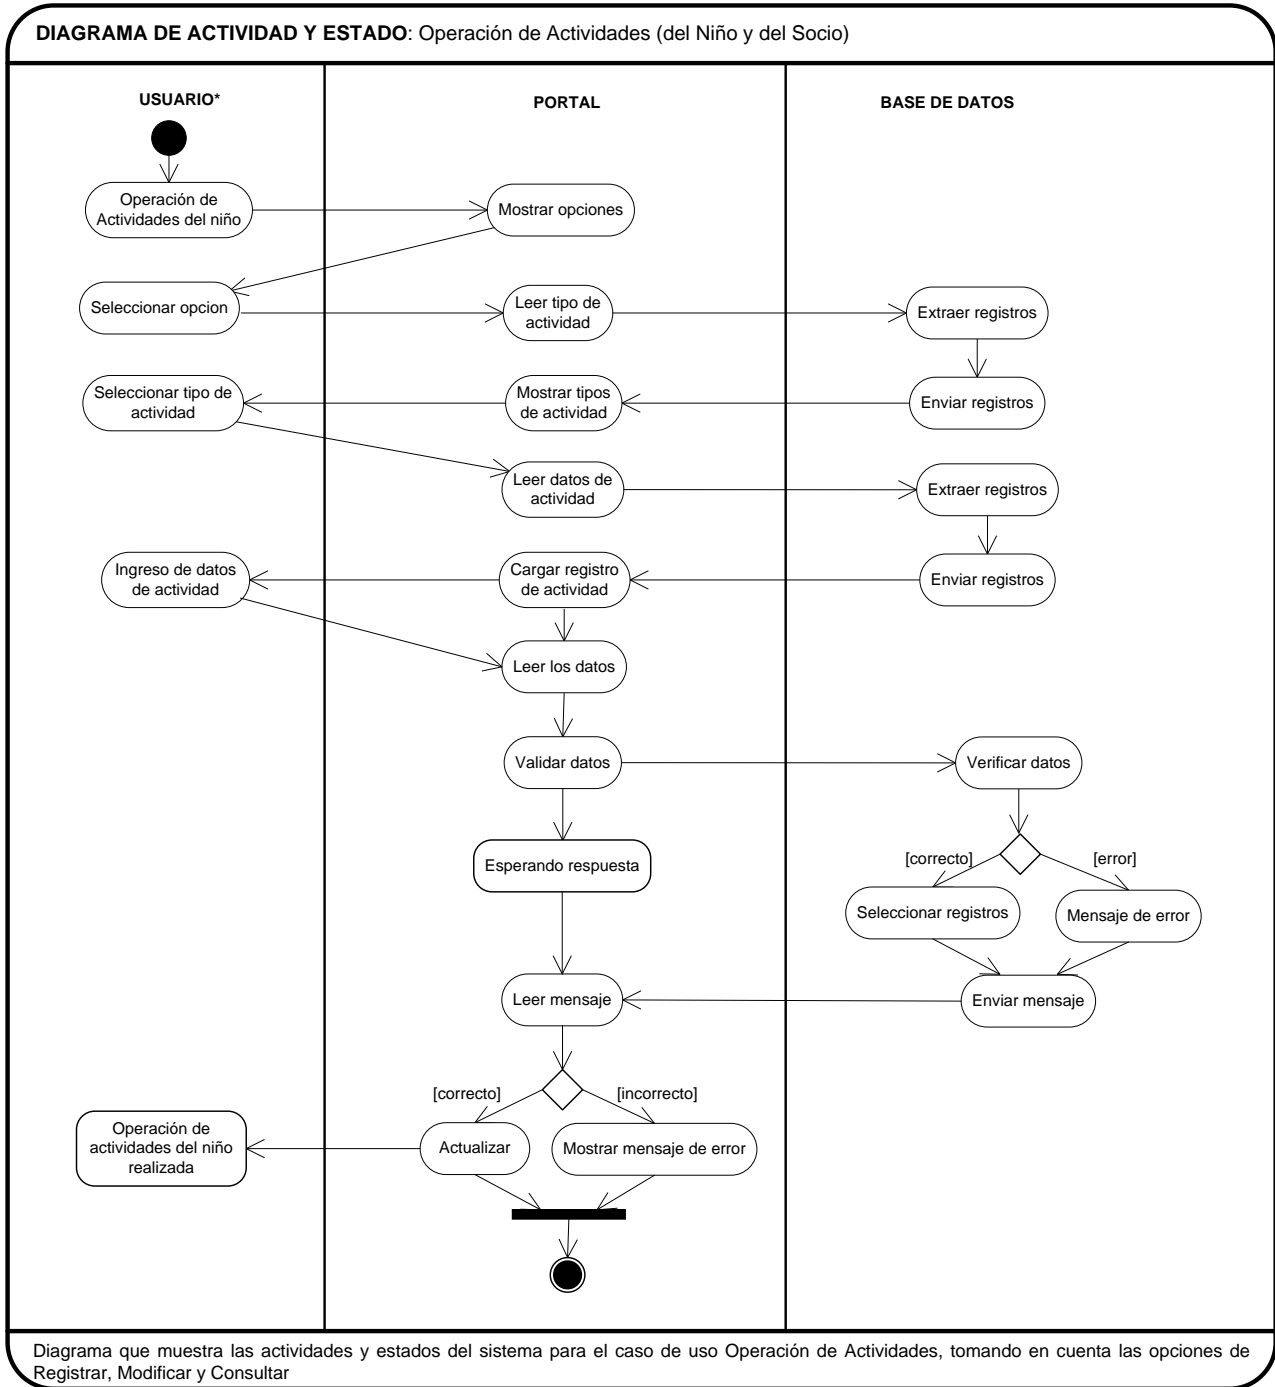 DIAGRAMA DE ACTIVIDAD Y ESTADO: Operación de Actividades (del Niño y del Socio)
USUARIO*
PORTAL
BASE DE DATOS
Operación de
Actividades del niño
Mostrar opciones
Seleccionar opcion
Leer tipo de
actividad
Extraer registros
Seleccionar tipo de
actividad
Mostrar tipos
de actividad
Enviar registros
Leer datos de
actividad
Extraer registros
Ingreso de datos
de actividad
Cargar registro
de actividad
Enviar registros
Leer los datos
Validar datos
Verificar datos
Esperando respuesta
[correcto]
[error]
Seleccionar registros
Mensaje de error
Leer mensaje
Enviar mensaje
[correcto]
[incorrecto]
Operación de
actividades del niño
realizada
Actualizar
Mostrar mensaje de error
Diagrama que muestra las actividades y estados del sistema para el caso de uso Operación de Actividades, tomando en cuenta las opciones de
Registrar, Modificar y Consultar